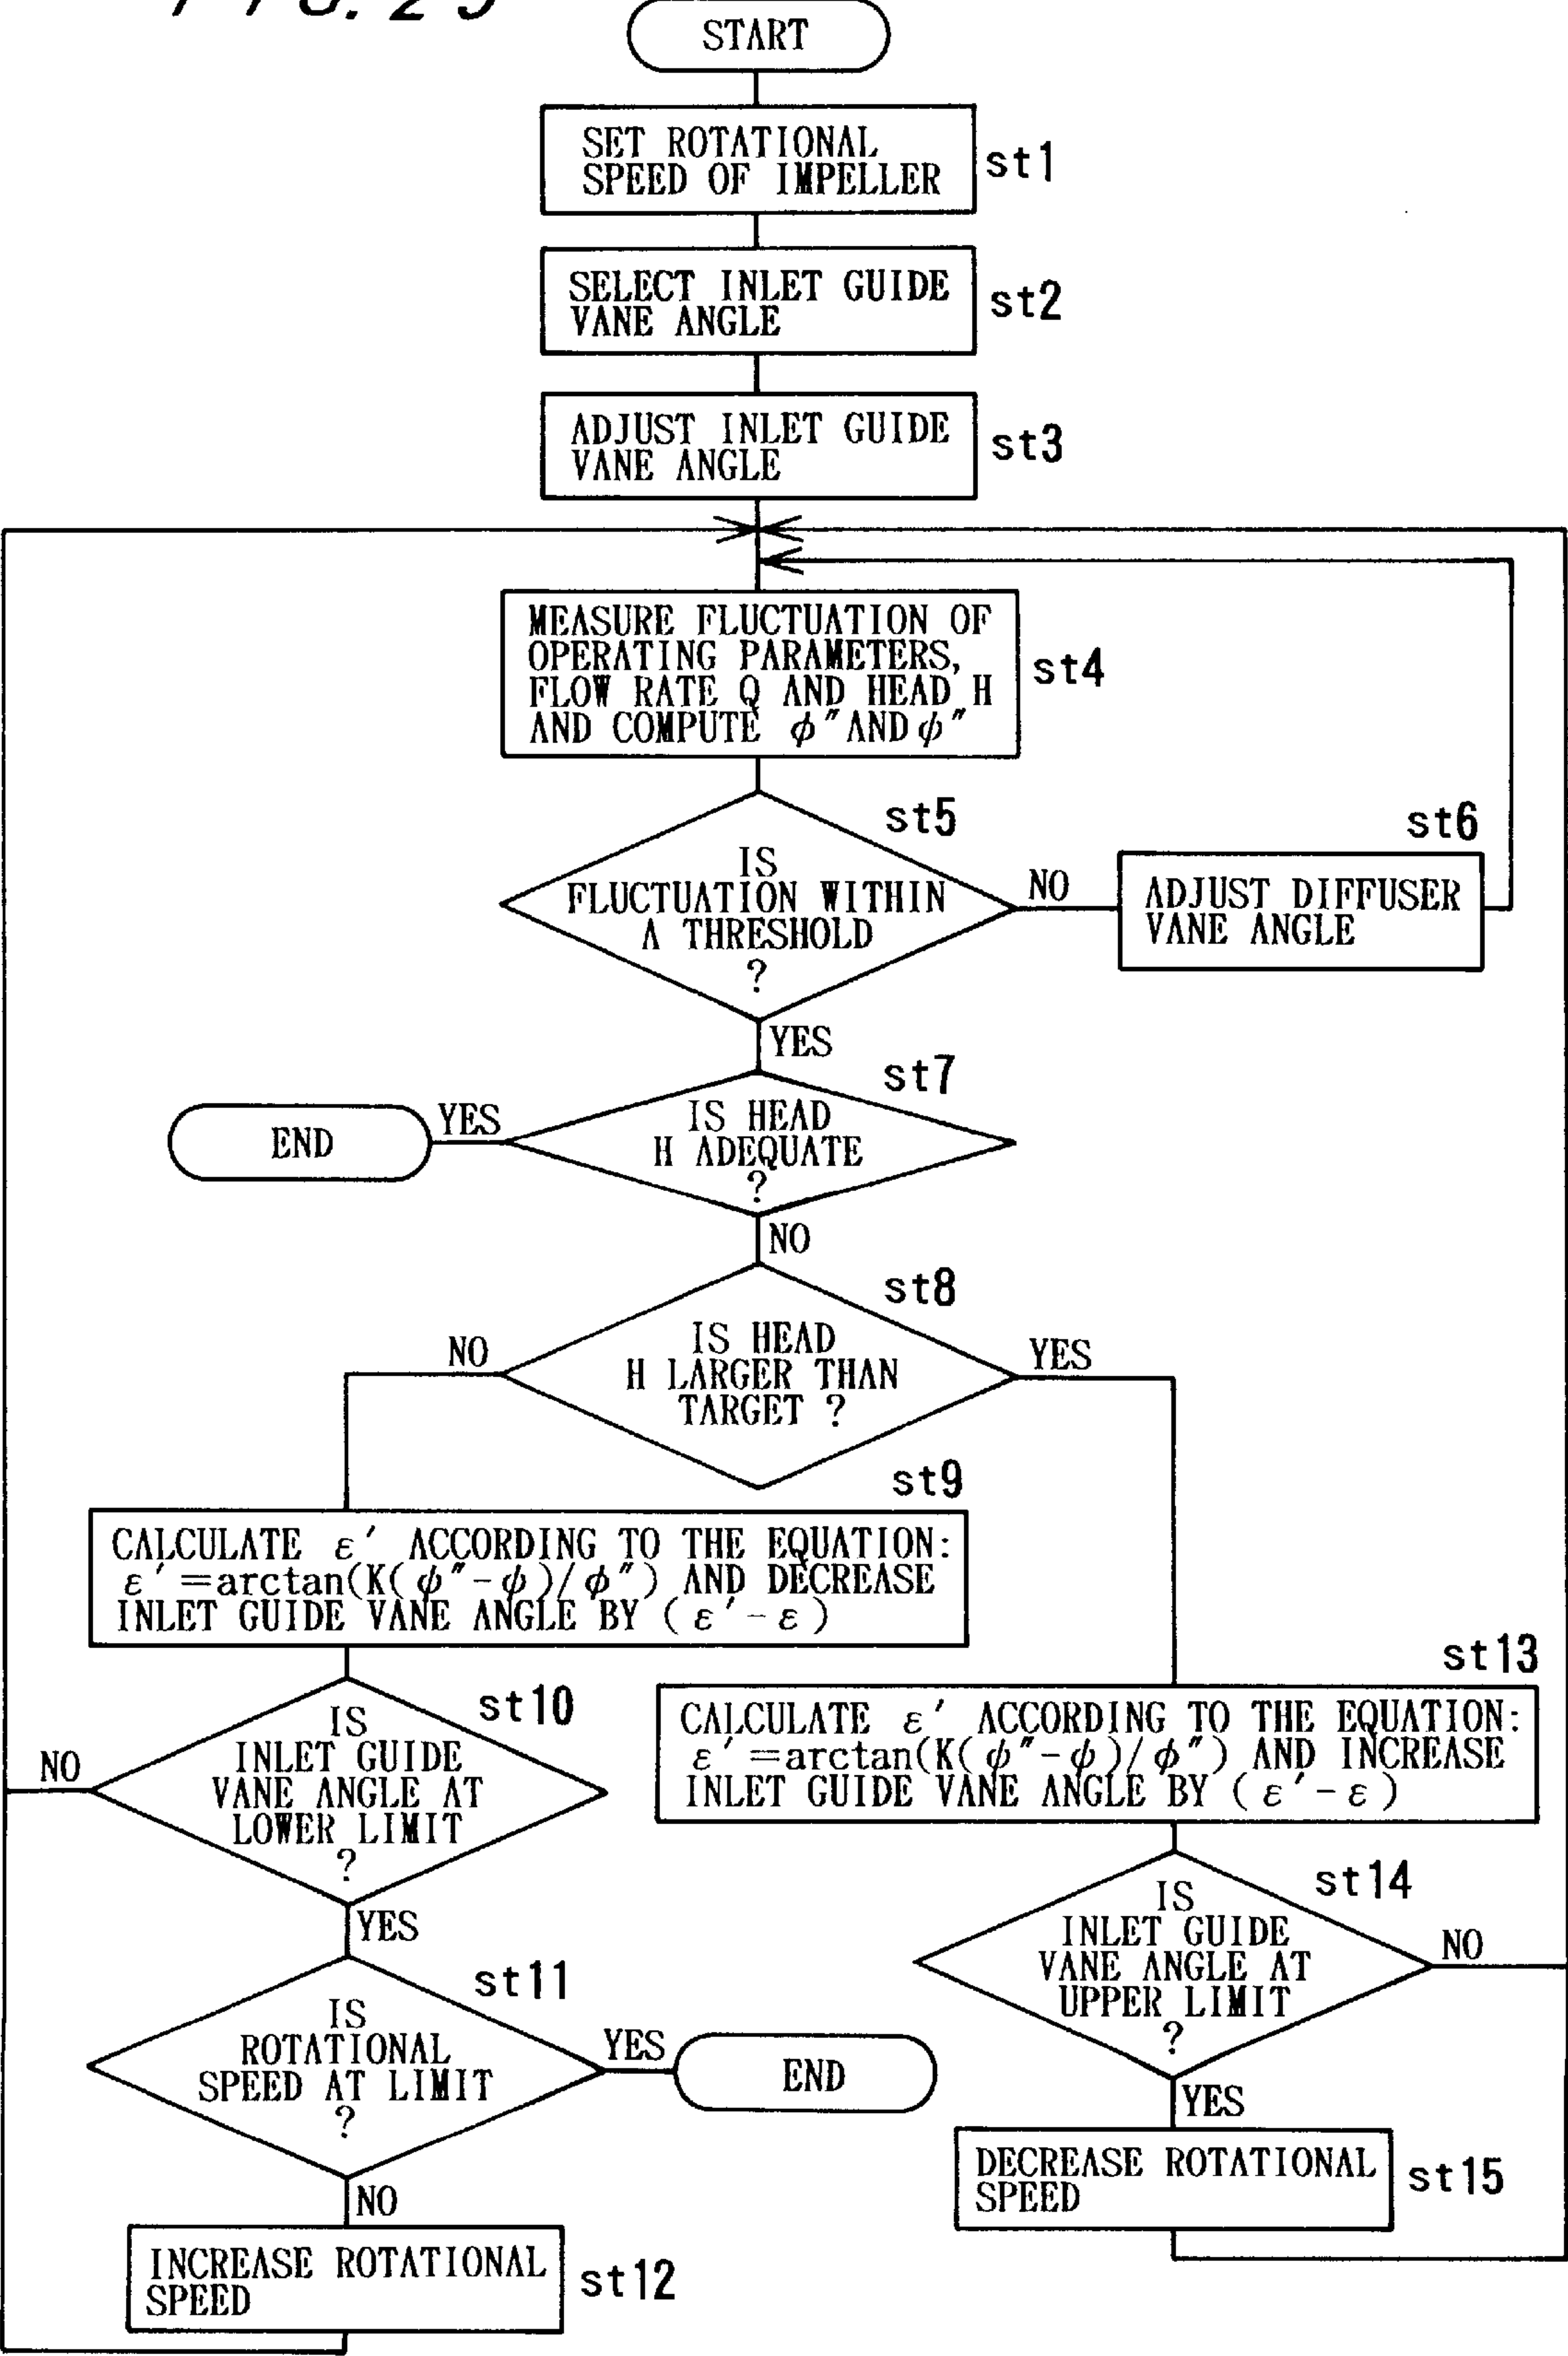 FIG. 25
START
SET ROTATIONAL
SPEED OF IMPELLER
st1
SELECT INLET GUIDE
VANE ANGLE
st2
ADJUST INLET GUIDE
VANE ANGLE
st3
MEASURE FLUCTUATION OF
OPERATING PARAMETERS,
FLOW RATE Q AND HEAD H
AND COMPUTE ϕ″ AND ψ″
st4
st5
IS
FLUCTUATION WITHIN
A THRESHOLD
?
NO
st6
ADJUST DIFFUSER
VANE ANGLE
YES
st7
IS HEAD
H ADEQUATE
?
YES
END
NO
st8
IS HEAD
H LARGER THAN
TARGET ?
NO
YES
st9
CALCULATE ε′ ACCORDING TO THE EQUATION:
ε′=arctan(K(ψ″-ψ)/ϕ″) AND DECREASE
INLET GUIDE VANE ANGLE BY (ε′-ε)
st10
IS
INLET GUIDE
VANE ANGLE AT
LOWER LIMIT
?
NO
YES
st11
IS
ROTATIONAL
SPEED AT LIMIT
?
YES
END
NO
INCREASE ROTATIONAL
SPEED
st12
st13
CALCULATE ε′ ACCORDING TO THE EQUATION:
ε′=arctan(K(ψ″-ψ)/ϕ″) AND INCREASE
INLET GUIDE VANE ANGLE BY (ε′-ε)
st14
IS
INLET GUIDE
VANE ANGLE AT
UPPER LIMIT
?
NO
YES
DECREASE ROTATIONAL
SPEED
st15